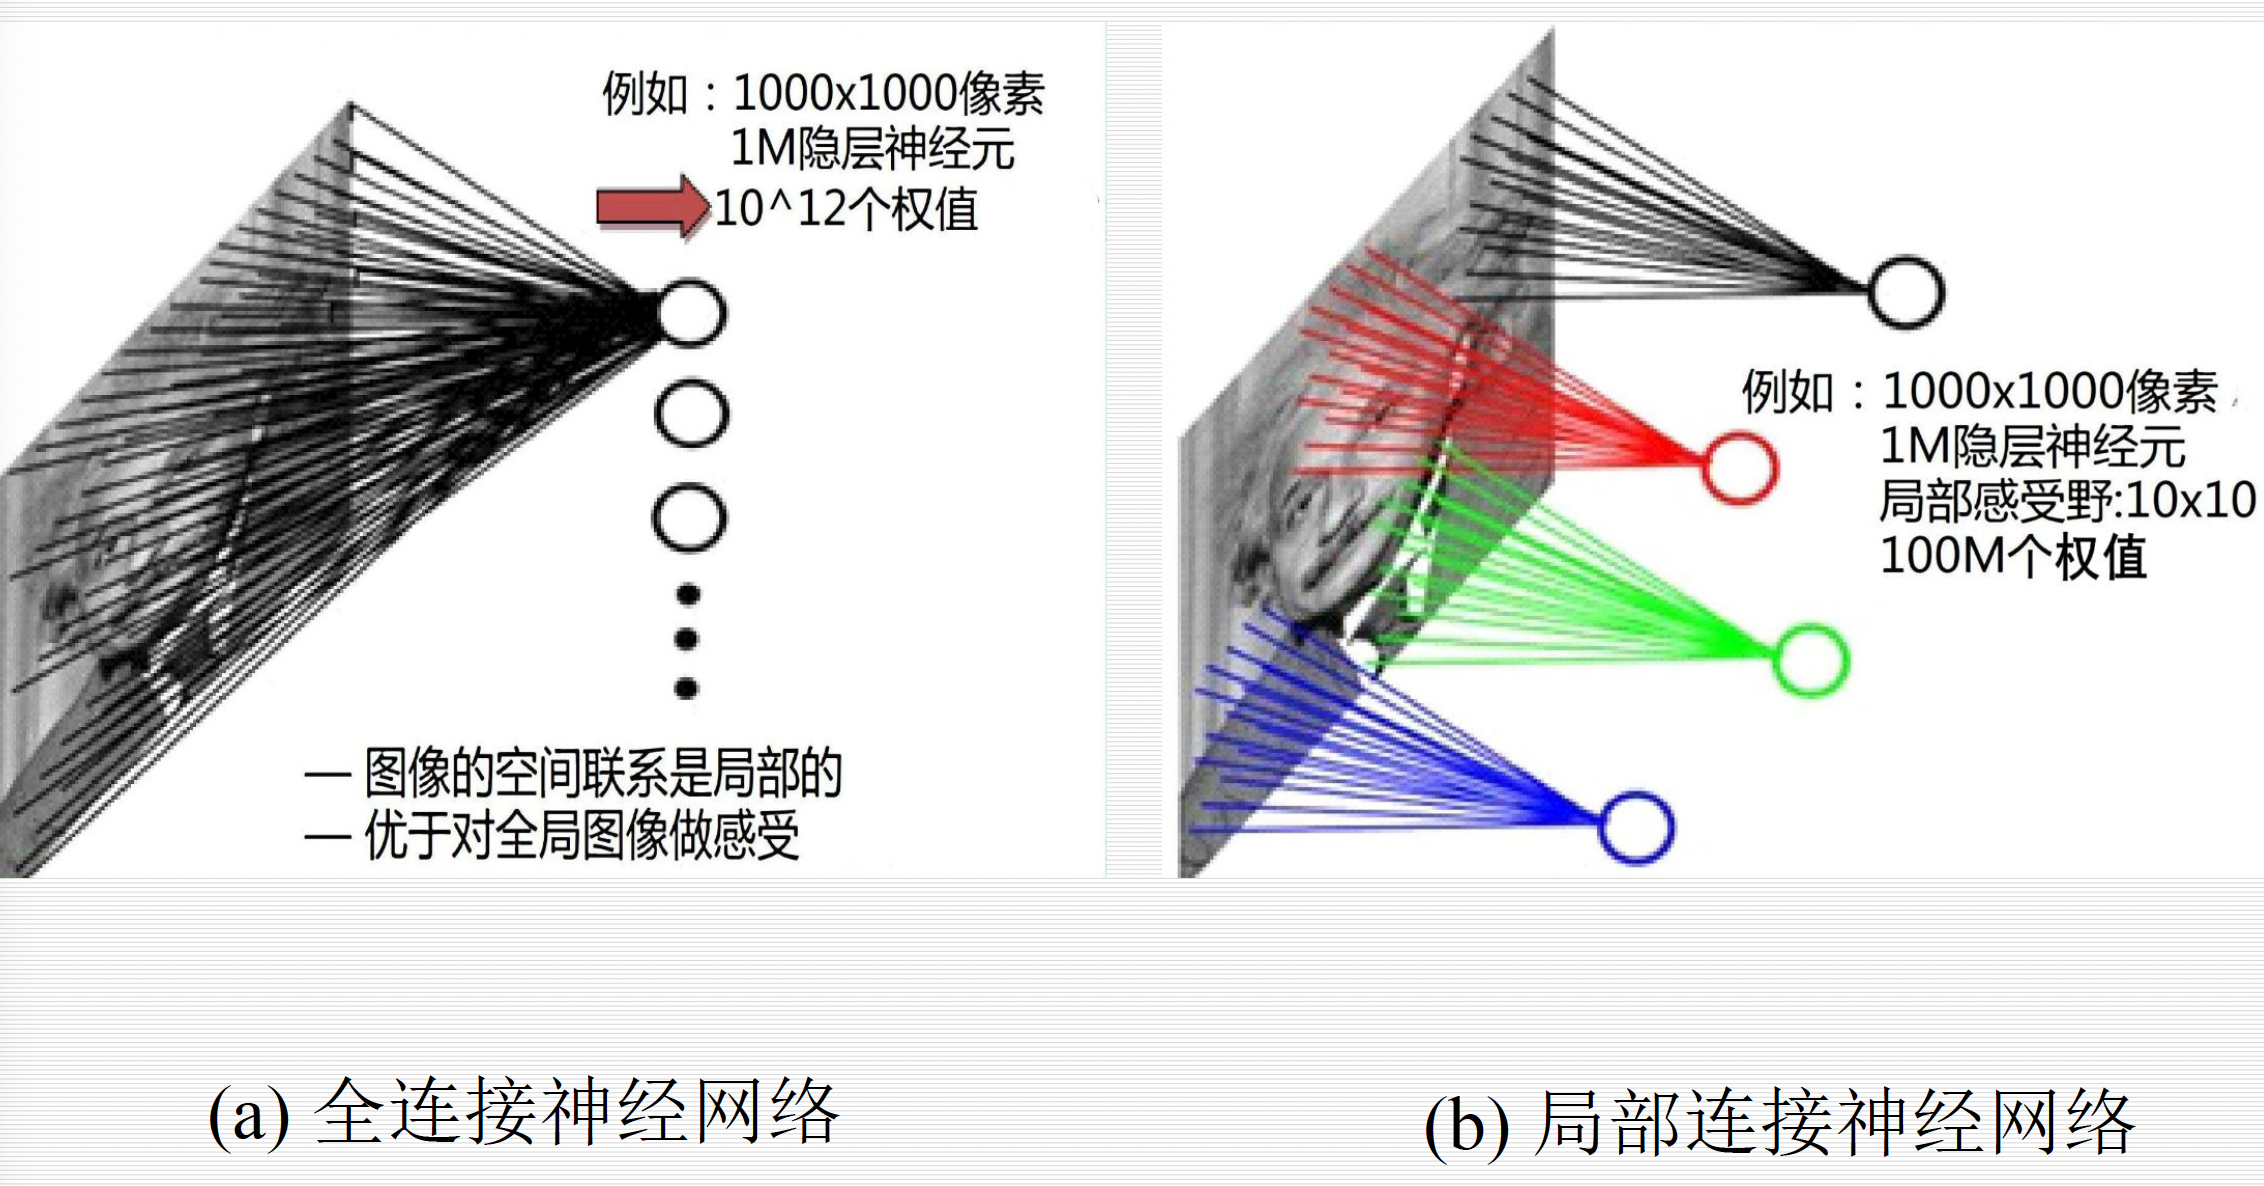 例如：1000x1000像素
1M隐层神经元
10^12个权值
— 图像的空间联系是局部的
— 优于对全局图像做感受
(a) 全连接神经网络
例如：1000x1000像素
1M隐层神经元
局部感受野:10x10
100M个权值
(b) 局部连接神经网络